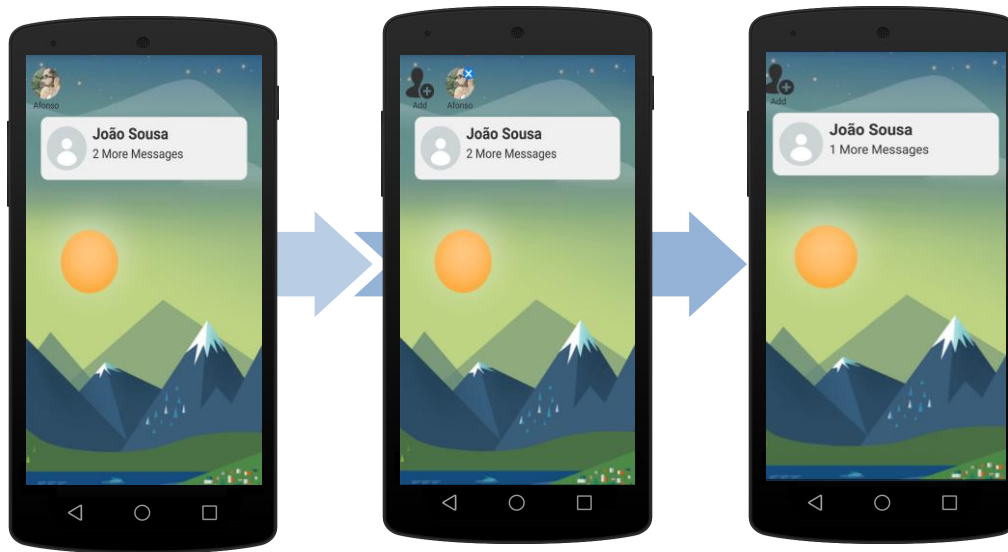 Afonso
João Sousa
2 More Messages
Add
Afonso
João Sousa
2 More Messages
Add
João Sousa
1 More Messages